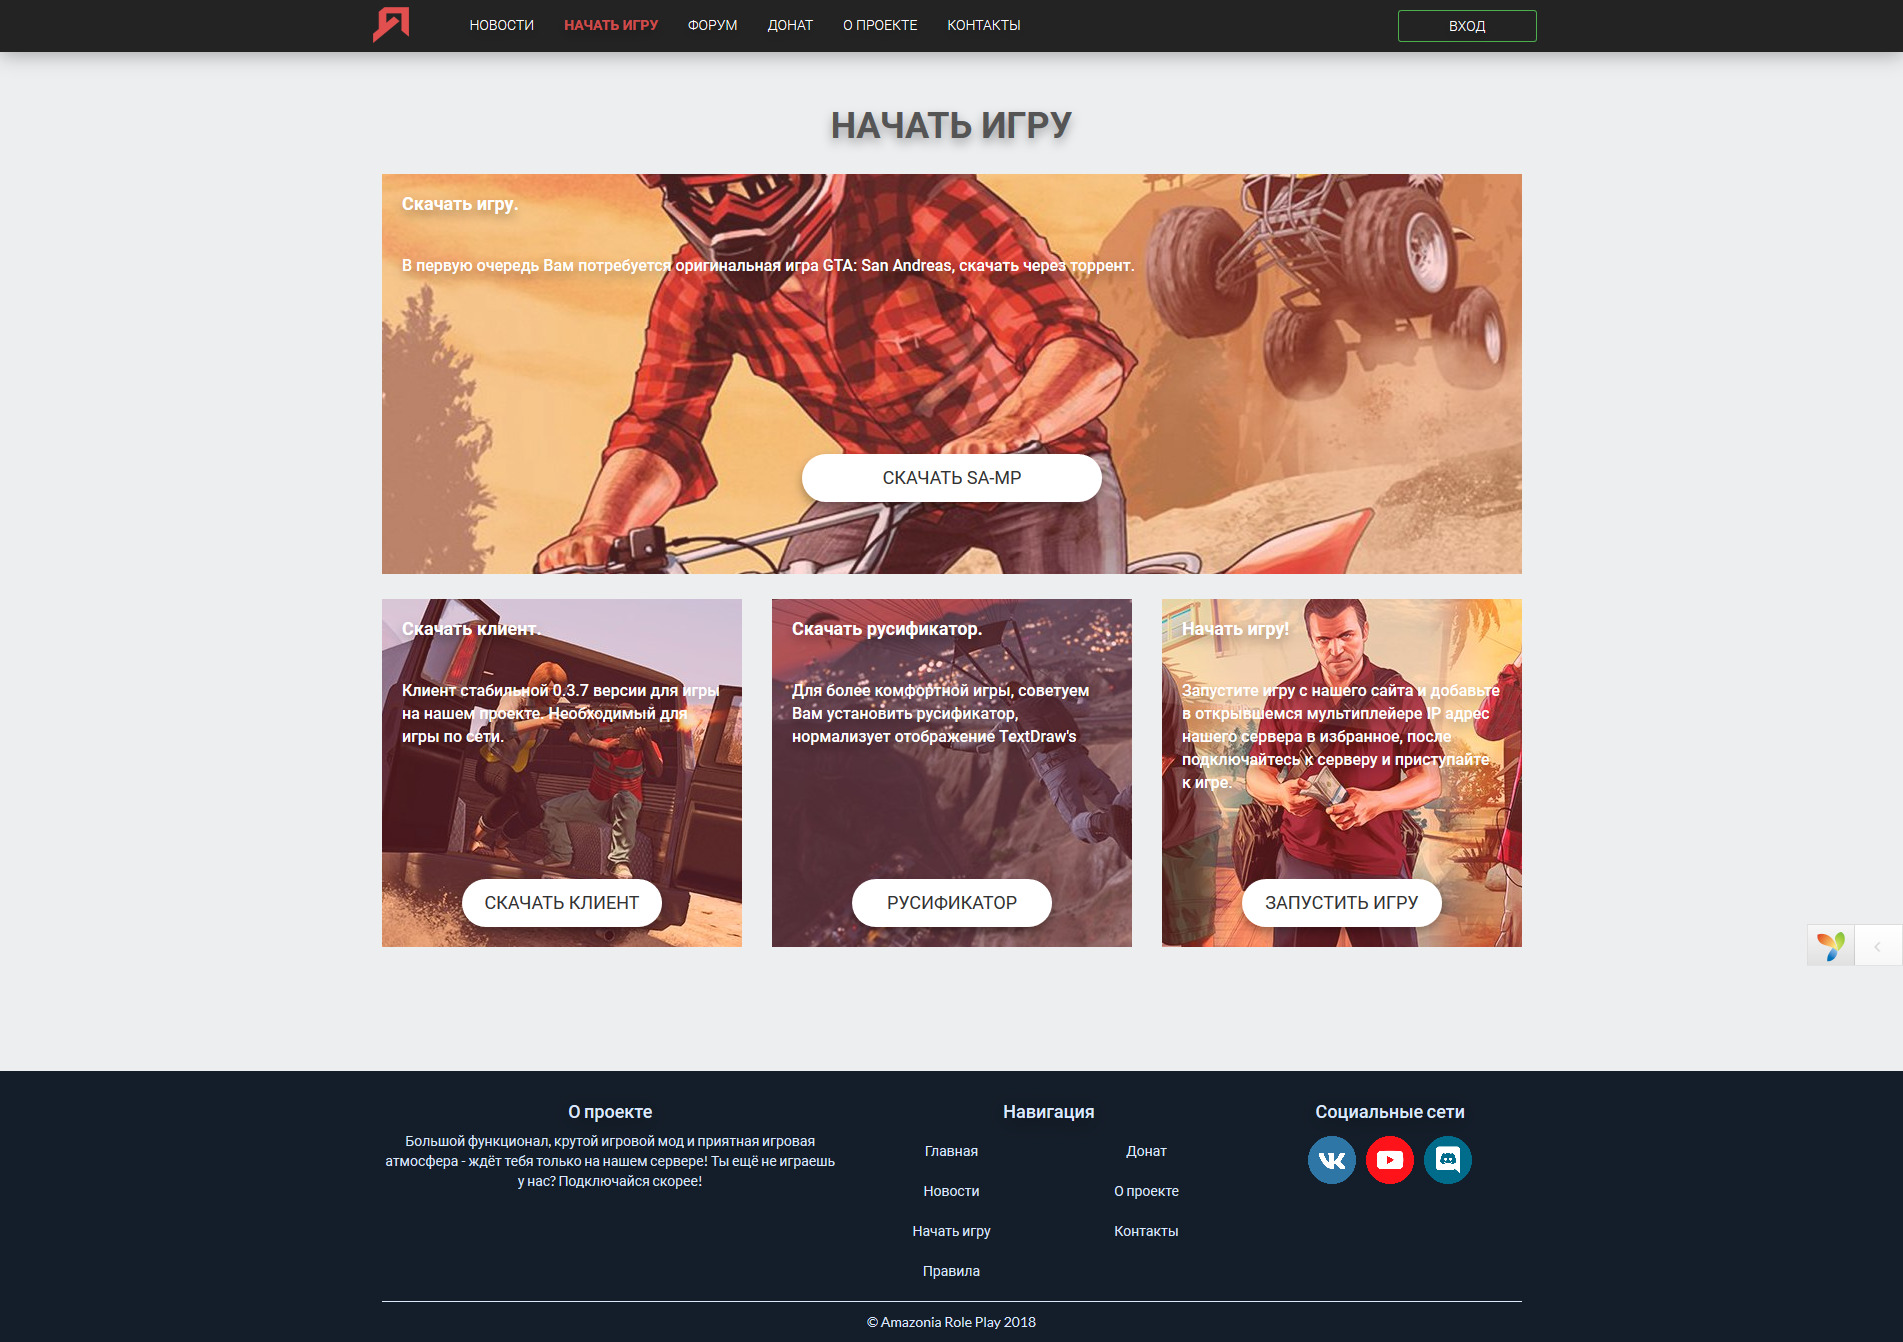 НОВОСТИ
НАЧАТЬ ИГРУ
ФОРУМ
ДОНАТ
О ПРОЕКТЕ
КОНТАКТЫ
ВХОД
НАЧАТЬ ИГРУ
Скачать игру.
В первую очередь Вам потребуется оригинальная игра GTA: San Andreas, скачать через торрент.
СКАЧАТЬ SA-MP
Скачать клиент.
Клиент стабильной 0.3.7 версии для игры
на нашем проекте. Необходимый для
игры по сети.
СКАЧАТЬ КЛИЕНТ
Скачать русификатор.
Для более комфортной игры, советуем
Вам установить русификатор,
нормализует отображение TextDraw's
РУСИФИКАТОР
Начать игру!
Запустите игру с нашего сайта и добавьте
в открывшемся мультиплейере IP адрес
нашего сервера в избранное, после
подключайтесь к серверу и приступайте
к игре.
ЗАПУСТИТЬ ИГРУ
О проекте
Большой функционал, крутой игровой мод и приятная игровая
атмосфера - ждёт тебя только на нашем сервере! Ты ещё не играешь
у нас? Подключайся скорее!
Навигация
Главная
Донат
Новости
О проекте
Начать игру
Контакты
Правила
Социальные сети
© Amazonia Role Play 2018